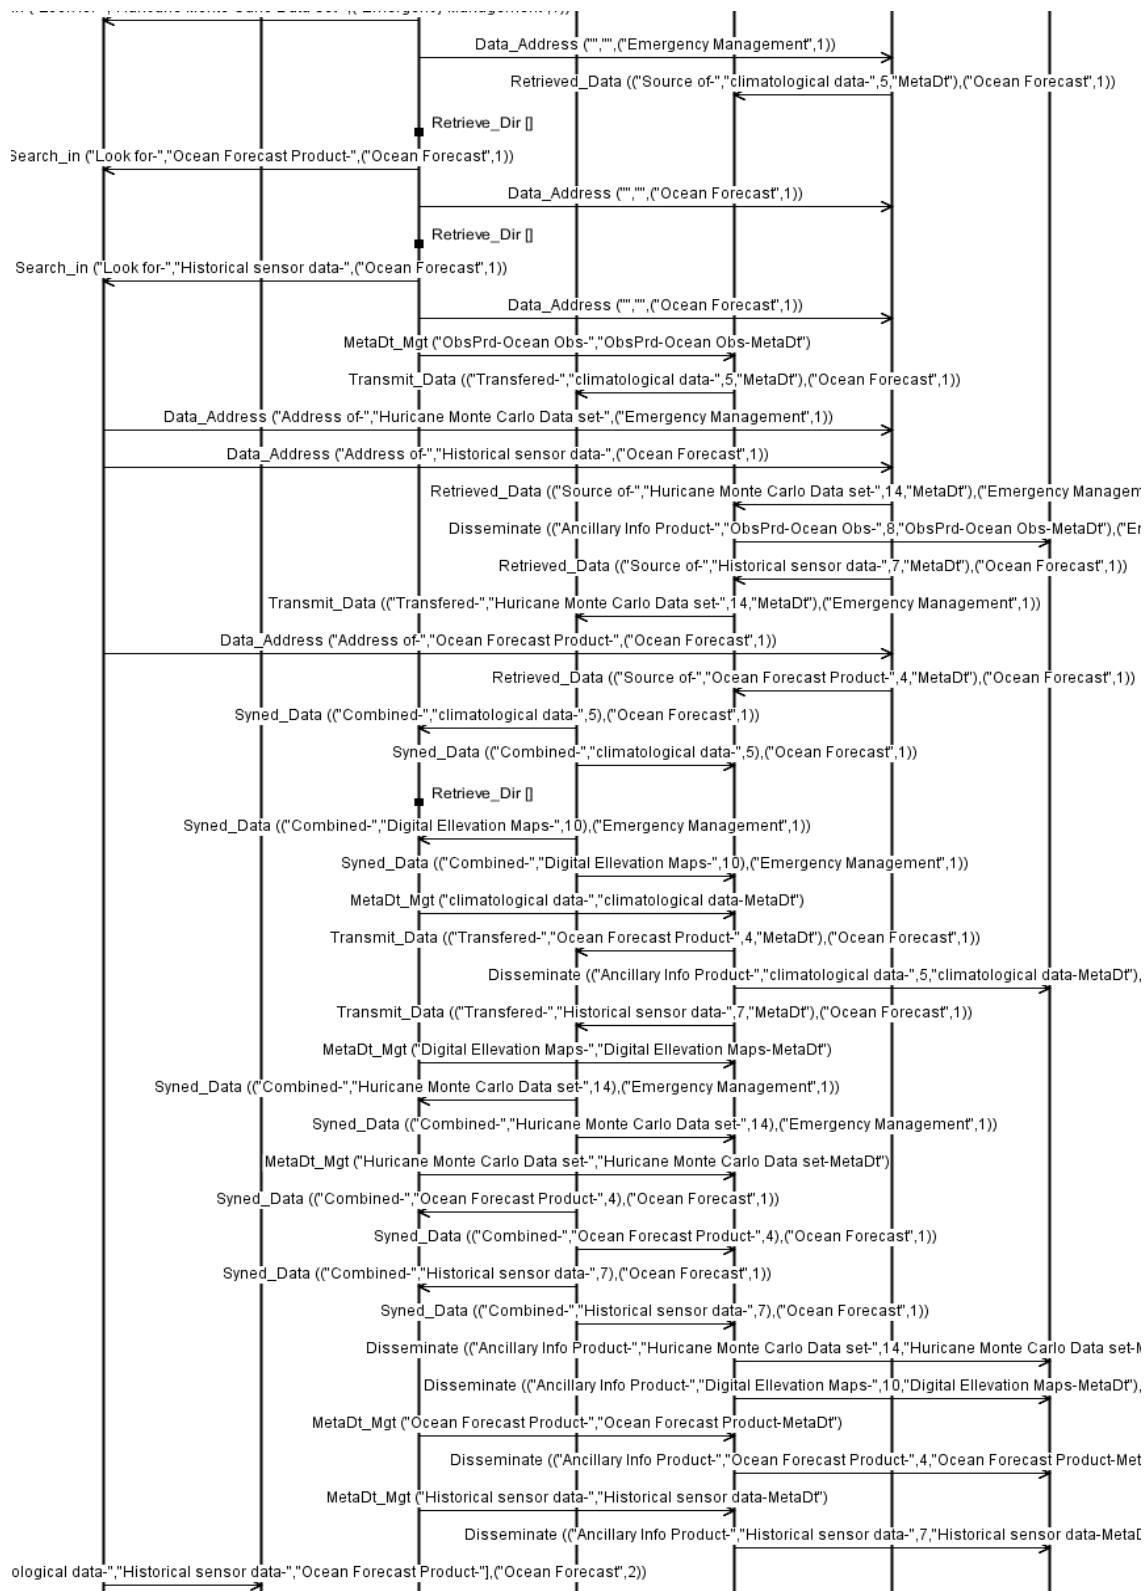 in ("Look for-","Huricane Monte Carlo Data set-",("Emergency Management",1))
Data_Address ("","",("Emergency Management",1))
Retrieved_Data (("Source of-","climatological data-",5,"MetaDt"),("Ocean Forecast",1))
Retrieve_Dir []
Search_in ("Look for-","Ocean Forecast Product-",("Ocean Forecast",1))
Data_Address ("","",("Ocean Forecast",1))
Retrieve_Dir []
Search_in ("Look for-","Historical sensor data-",("Ocean Forecast",1))
Data_Address ("","",("Ocean Forecast",1))
MetaDt_Mgt ("ObsPrd-Ocean Obs-","ObsPrd-Ocean Obs-MetaDt")
Transmit_Data (("Transfered-","climatological data-",5,"MetaDt"),("Ocean Forecast",1))
Data_Address ("Address of-","Huricane Monte Carlo Data set-",("Emergency Management",1))
Data_Address ("Address of-","Historical sensor data-",("Ocean Forecast",1))
Retrieved_Data (("Source of-","Huricane Monte Carlo Data set-",14,"MetaDt"),("Emergency Managem
Disseminate (("Ancillary Info Product-","ObsPrd-Ocean Obs-",8,"ObsPrd-Ocean Obs-MetaDt"),("E
Retrieved_Data (("Source of-","Historical sensor data-",7,"MetaDt"),("Ocean Forecast",1))
Transmit_Data (("Transfered-","Huricane Monte Carlo Data set-",14,"MetaDt"),("Emergency Management",1))
Data_Address ("Address of-","Ocean Forecast Product-",("Ocean Forecast",1))
Retrieved_Data (("Source of-","Ocean Forecast Product-",4,"MetaDt"),("Ocean Forecast",1))
Syned_Data (("Combined-","climatological data-",5),("Ocean Forecast",1))
Syned_Data (("Combined-","climatological data-",5),("Ocean Forecast",1))
Retrieve_Dir []
Syned_Data (("Combined-","Digital Ellevation Maps-",10),("Emergency Management",1))
Syned_Data (("Combined-","Digital Ellevation Maps-",10),("Emergency Management",1))
MetaDt_Mgt ("climatological data-","climatological data-MetaDt")
Transmit_Data (("Transfered-","Ocean Forecast Product-",4,"MetaDt"),("Ocean Forecast",1))
Disseminate (("Ancillary Info Product-","climatological data-",5,"climatological data-MetaDt"),
Transmit_Data (("Transfered-","Historical sensor data-",7,"MetaDt"),("Ocean Forecast",1))
MetaDt_Mgt ("Digital Ellevation Maps-","Digital Ellevation Maps-MetaDt")
Syned_Data (("Combined-","Huricane Monte Carlo Data set-",14),("Emergency Management",1))
Syned_Data (("Combined-","Huricane Monte Carlo Data set-",14),("Emergency Management",1))
MetaDt_Mgt ("Huricane Monte Carlo Data set-","Huricane Monte Carlo Data set-MetaDt")
Syned_Data (("Combined-","Ocean Forecast Product-",4),("Ocean Forecast",1))
Syned_Data (("Combined-","Ocean Forecast Product-",4),("Ocean Forecast",1))
Syned_Data (("Combined-","Historical sensor data-",7),("Ocean Forecast",1))
Syned_Data (("Combined-","Historical sensor data-",7),("Ocean Forecast",1))
Disseminate (("Ancillary Info Product-","Huricane Monte Carlo Data set-",14,"Huricane Monte Carlo Data set-M
Disseminate (("Ancillary Info Product-","Digital Ellevation Maps-",10,"Digital Ellevation Maps-MetaDt"),
MetaDt_Mgt ("Ocean Forecast Product-","Ocean Forecast Product-MetaDt")
Disseminate (("Ancillary Info Product-","Ocean Forecast Product-",4,"Ocean Forecast Product-Met
MetaDt_Mgt ("Historical sensor data-","Historical sensor data-MetaDt")
Disseminate (("Ancillary Info Product-","Historical sensor data-",7,"Historical sensor data-MetaD
ological data-","Historical sensor data-","Ocean Forecast Product-"],("Ocean Forecast",2))